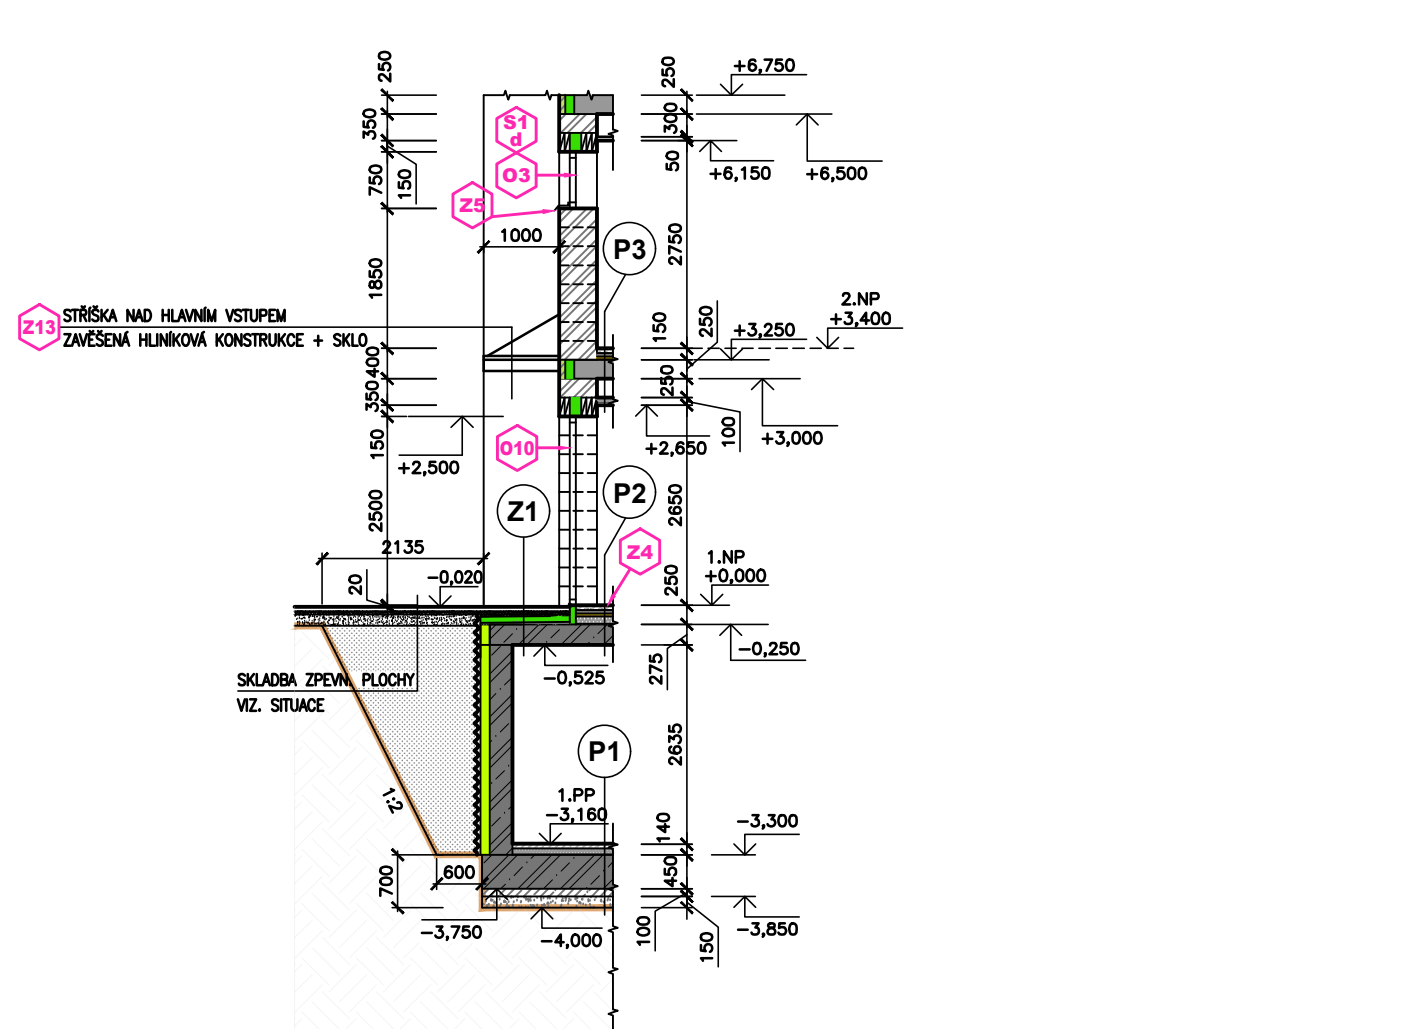 250
350
150
750
1850
400
350
150
2500
2135
20
-0,020
S1
d
O3
Z5
1000
Z13
STŘÍŠKA NAD HLAVNÍM VSTUPEM
ZAVĚŠENÁ HLINÍKOVÁ KONSTRUKCE + SKLO
+2,500
O10
Z1
P3
P2
Z4
250
+6,750
300
50
+6,150
+6,500
2750
150
250
+3,250
2.NP
+3,400
250
100
+3,000
+2,650
2650
1.NP
+0,000
250
-0,250
275
-0,525
SKLADBA ZPEVN. PLOCHY
VIZ. SITUACE
1:2
P1
2635
1.PP
-3,160
140
-3,300
450
700
600
-3,750
-4,000
100
150
-3,850